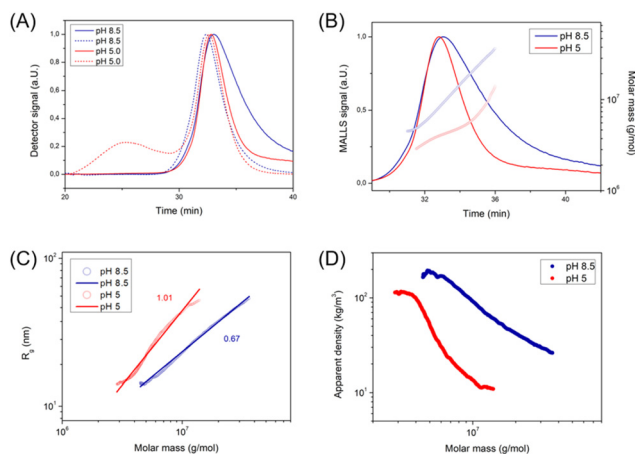 (A)
pH 8.5
pH 8.5
pH 5.0
pH 5.0
1,0
0,8
0,6
0,4
0,2
0,0
Detector signal (a.U.)
20
30
40
Time (min)
(B)
pH 8.5
pH 5
1,0
0,5
0,0
MALLS signal (a.U.)
10⁷
10⁶
Molar mass (g/mol)
32
36
40
Time (min)
(C)
pH 8.5
pH 8.5
pH 5
pH 5
1.01
0.67
10²
10¹
Rg (nm)
10⁶
10⁷
Molar mass (g/mol)
(D)
pH 8.5
pH 5
10²
10¹
Apparent density (kg/m³)
10⁷
Molar mass (g/mol)